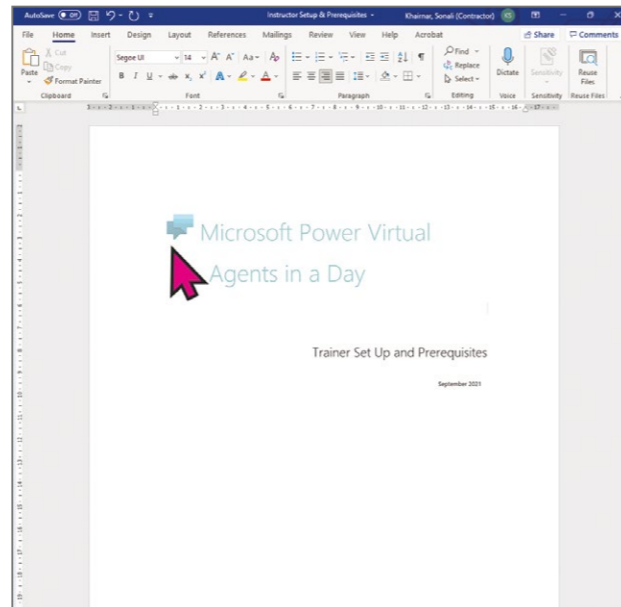 AutoSave Off Instructor Setup & Prerequisites Khairnar, Sonali (Contractor) KS
File Home Insert Design Layout References Mailings Review View Help Acrobat Share Comments
Paste
Cut
Copy
Format Painter
Clipboard
Segoe UI 14 A A Aa A
B I U ab x x A A
Font
Paragraph
Find
Replace
Select
Editing
Dictate
Voice
Sensitivity
Sensitivity
Reuse
Files
Reuse Files
Microsoft Power Virtual
Agents in a Day
Trainer Set Up and Prerequisites
September 2021